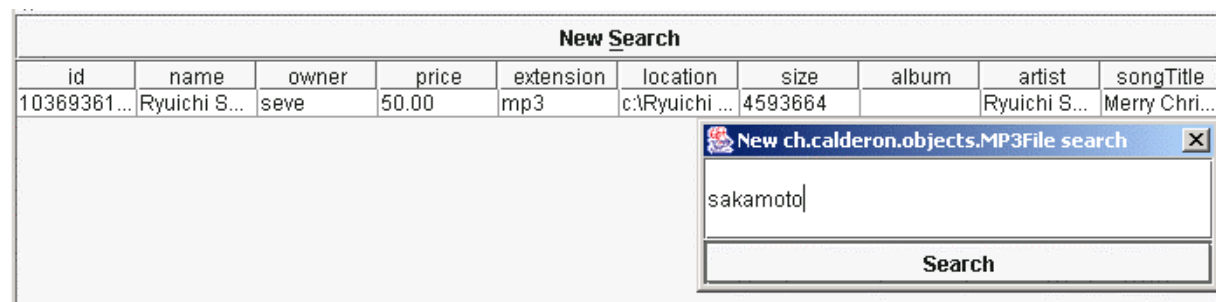 New Search
id name owner price extension location size album artist songTitle
10369361... Ryuichi S... seve 50.00 mp3 c:\Ryuichi ... 4593664 Ryuichi S... Merry Chri...
New ch.calderon.objects.MP3File search
sakamoto
Search